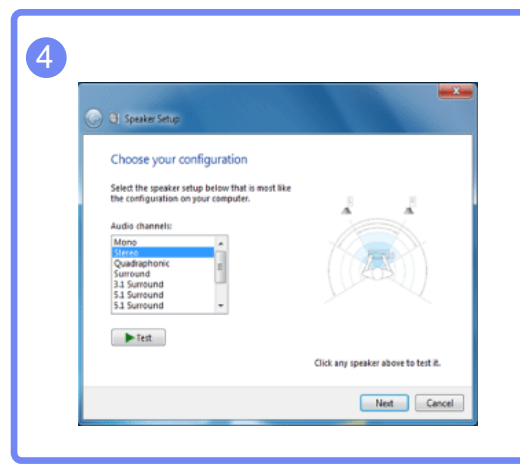 4
Speaker Setup
Choose your configuration
Select the speaker setup below that is most like
the configuration on your computer.
Audio channels:
Mono
Stereo
Quadraphonic
Surround
3.1 Surround
5.1 Surround
5.1 Surround
Test
Click any speaker above to test it.
Next
Cancel